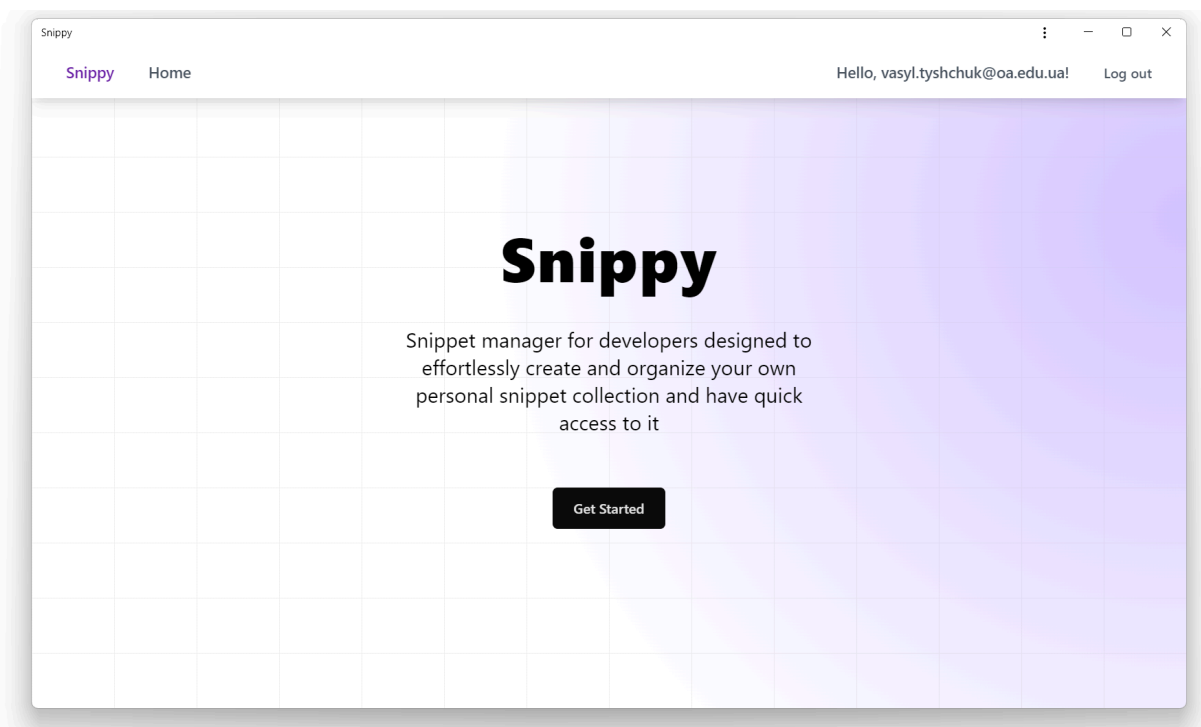 Snippy
Snippy Home Hello, vasyl.tyshchuk@oa.edu.ua! Log out
Snippy
Snippet manager for developers designed to
effortlessly create and organize your own
personal snippet collection and have quick
access to it
Get Started